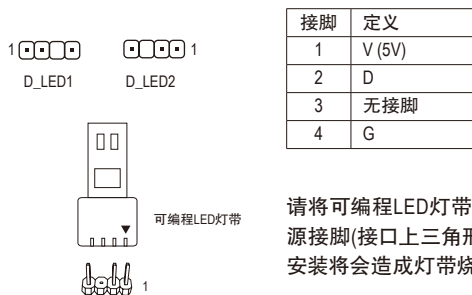 1
D_LED1
1
D_LED2
接脚 定义
1 V (5V)
2 D
3 无接脚
4 G
可编程LED灯带
1
请将可编程LED灯带
源接脚(接口上三角形
安装将会造成灯带烧